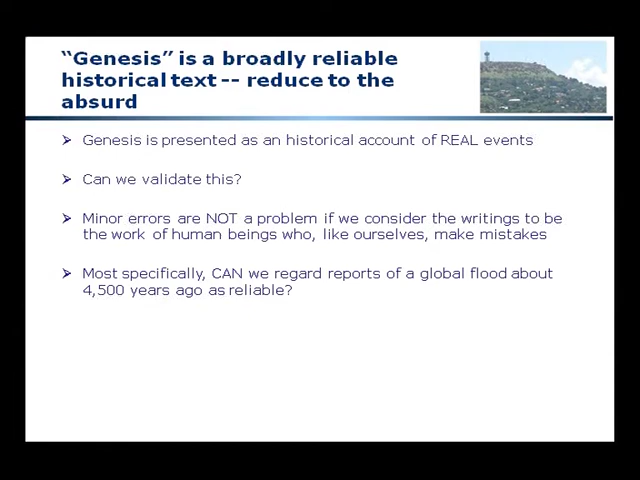 “Genesis” is a broadly reliable
historical text -- reduce to the
absurd
Genesis is presented as an historical account of REAL events
Can we validate this?
Minor errors are NOT a problem if we consider the writings to be
the work of human beings who, like ourselves, make mistakes
Most specifically, CAN we regard reports of a global flood about
4,500 years ago as reliable?